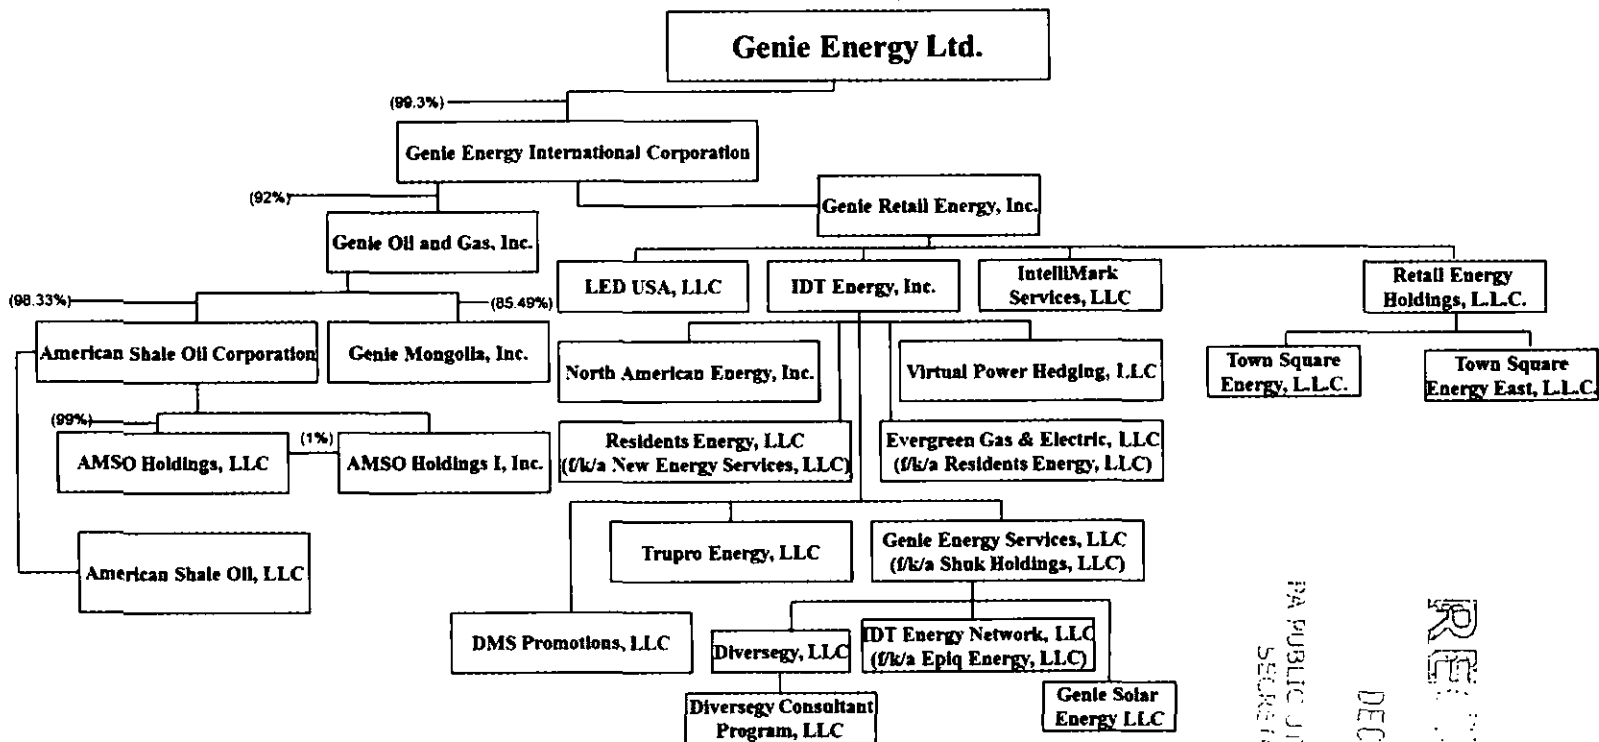 Genie Energy Ltd.
(99.3%)
Genie Energy International Corporation
(92%)
Genie Retail Energy, Inc.
Genie Oil and Gas, Inc.
LED USA, LLC
IDT Energy, Inc.
IntelliMark
Services, LLC
Retail Energy
Holdings, L.L.C.
(98.33%)
(85.49%)
American Shale Oil Corporation
Genie Mongolia, Inc.
North American Energy, Inc.
Virtual Power Hedging, LLC
Town Square
Energy, L.L.C.
Town Square
Energy East, L.L.C.
(99%)
(1%)
AMSO Holdings, LLC
AMSO Holdings I, Inc.
Residents Energy, LLC
(f/k/a New Energy Services, LLC)
Evergreen Gas & Electric, LLC
(f/k/a Residents Energy, LLC)
American Shale Oil, LLC
Trupro Energy, LLC
Genie Energy Services, LLC
(f/k/a Shuk Holdings, LLC)
DMS Promotions, LLC
Diversegy, LLC
IDT Energy Network, LLC
(f/k/a Epiq Energy, LLC)
Genie Solar
Energy LLC
Diversegy Consultant
Program, LLC
RE
DEC
PA PUBLIC